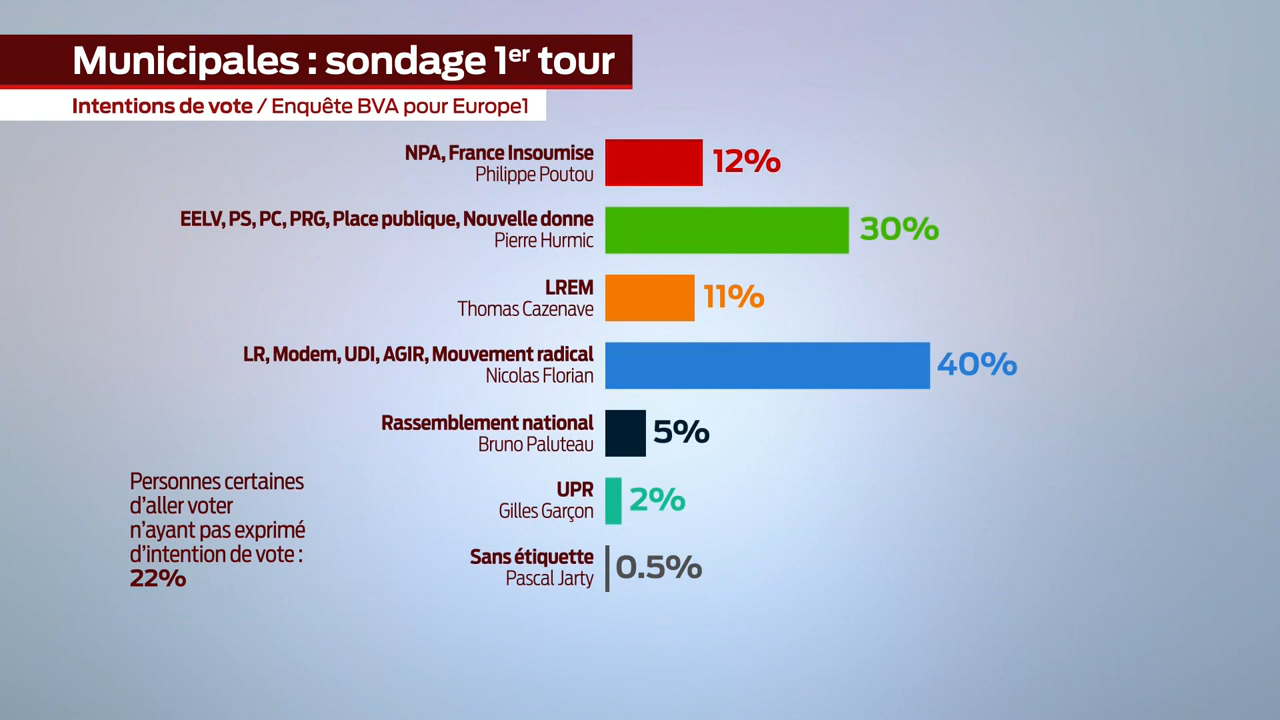 Municipales : sondage 1er tour
Intentions de vote / Enquête BVA pour Europe1
NPA, France Insoumise
Philippe Poutou
12%
EELV, PS, PC, PRG, Place publique, Nouvelle donne
Pierre Hurmic
30%
LREM
Thomas Cazenave
11%
LR, Modem, UDI, AGIR, Mouvement radical
Nicolas Florian
40%
Rassemblement national
Bruno Paluteau
5%
UPR
Gilles Garçon
2%
Sans étiquette
Pascal Jarty
0.5%
Personnes certaines
d'aller voter
n'ayant pas exprimé
d'intention de vote :
22%